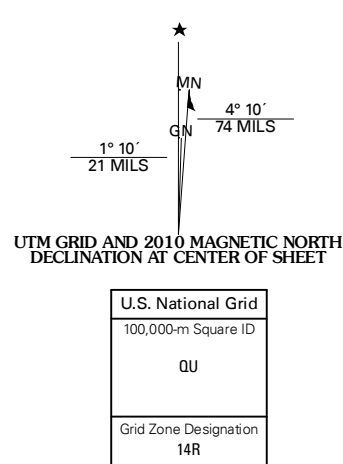 MN
4° 10´
74 MILS
GN
1° 10´
21 MILS
UTM GRID AND 2010 MAGNETIC NORTH
DECLINATION AT CENTER OF SHEET
U.S. National Grid
100,000-m Square ID
QU
Grid Zone Designation
14R